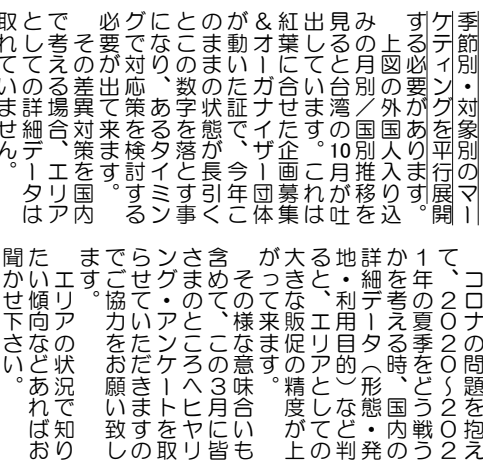 季節別・対象別のマー
ケティングを平行展開
する必要があります。
　上図の外国人入り込
みの月別／国別推移を
見ると台湾の10月が吐
出しています。これは
紅葉に合せた企画募集
＆オーガナイザー団体
が動いた証で、今年こ
のままの状態が長引く
とこの数字を落とす事
になり、あるタイミン
グで対応策を検討する
必要が出て来ます。
　その差異対策を国内
で考える場合、エリア
としての詳細データは
取れていません。
　コロナの問題を抱え
て、２０２０～２０２
１年の夏季をどう戦う
かを考える時、国内の
詳細データ（形態・発
地・利用目的）など判
ると、エリアとしての
大きな販促の精度が上
がって来ます。
　その様な意味合いも
含めて、この３月に皆
さまのところへヒヤリ
ング・アンケートを取
らせていただきますの
でご協力をお願い致し
ます。
　エリアの状況で知り
たい傾向などあればお
聞かせ下さい。